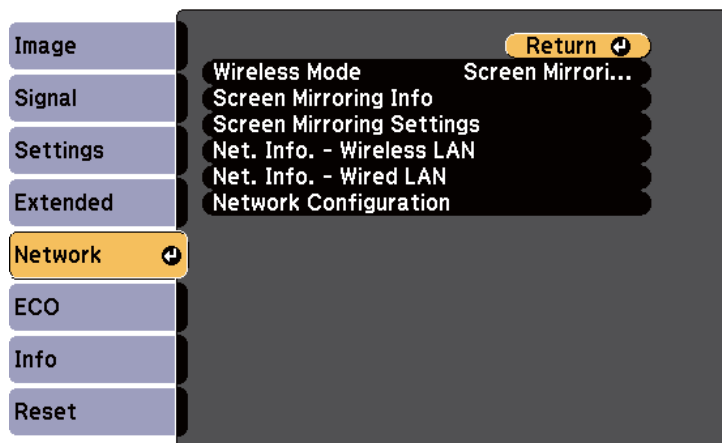 Image
Signal
Settings
Extended
Network
ECO
Info
Reset
Return
Wireless Mode Screen Mirrori...
Screen Mirroring Info
Screen Mirroring Settings
Net. Info. - Wireless LAN
Net. Info. - Wired LAN
Network Configuration